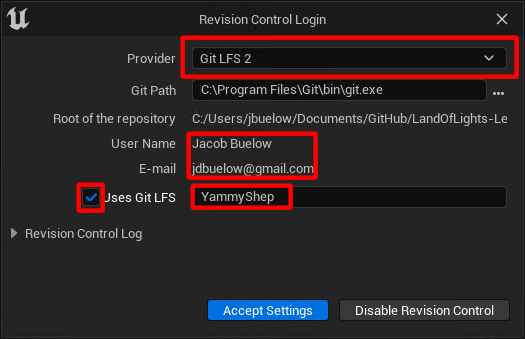 Revision Control Login
Provider Git LFS 2
Git Path C:\Program Files\Git\bin\git.exe ...
Root of the repository C:/Users/jbuelow/Documents/GitHub/LandOfLights-Le
User Name Jacob Buelow
E-mail jdbuelow@gmail.com
Uses Git LFS YammyShep
Revision Control Log
Accept Settings Disable Revision Control